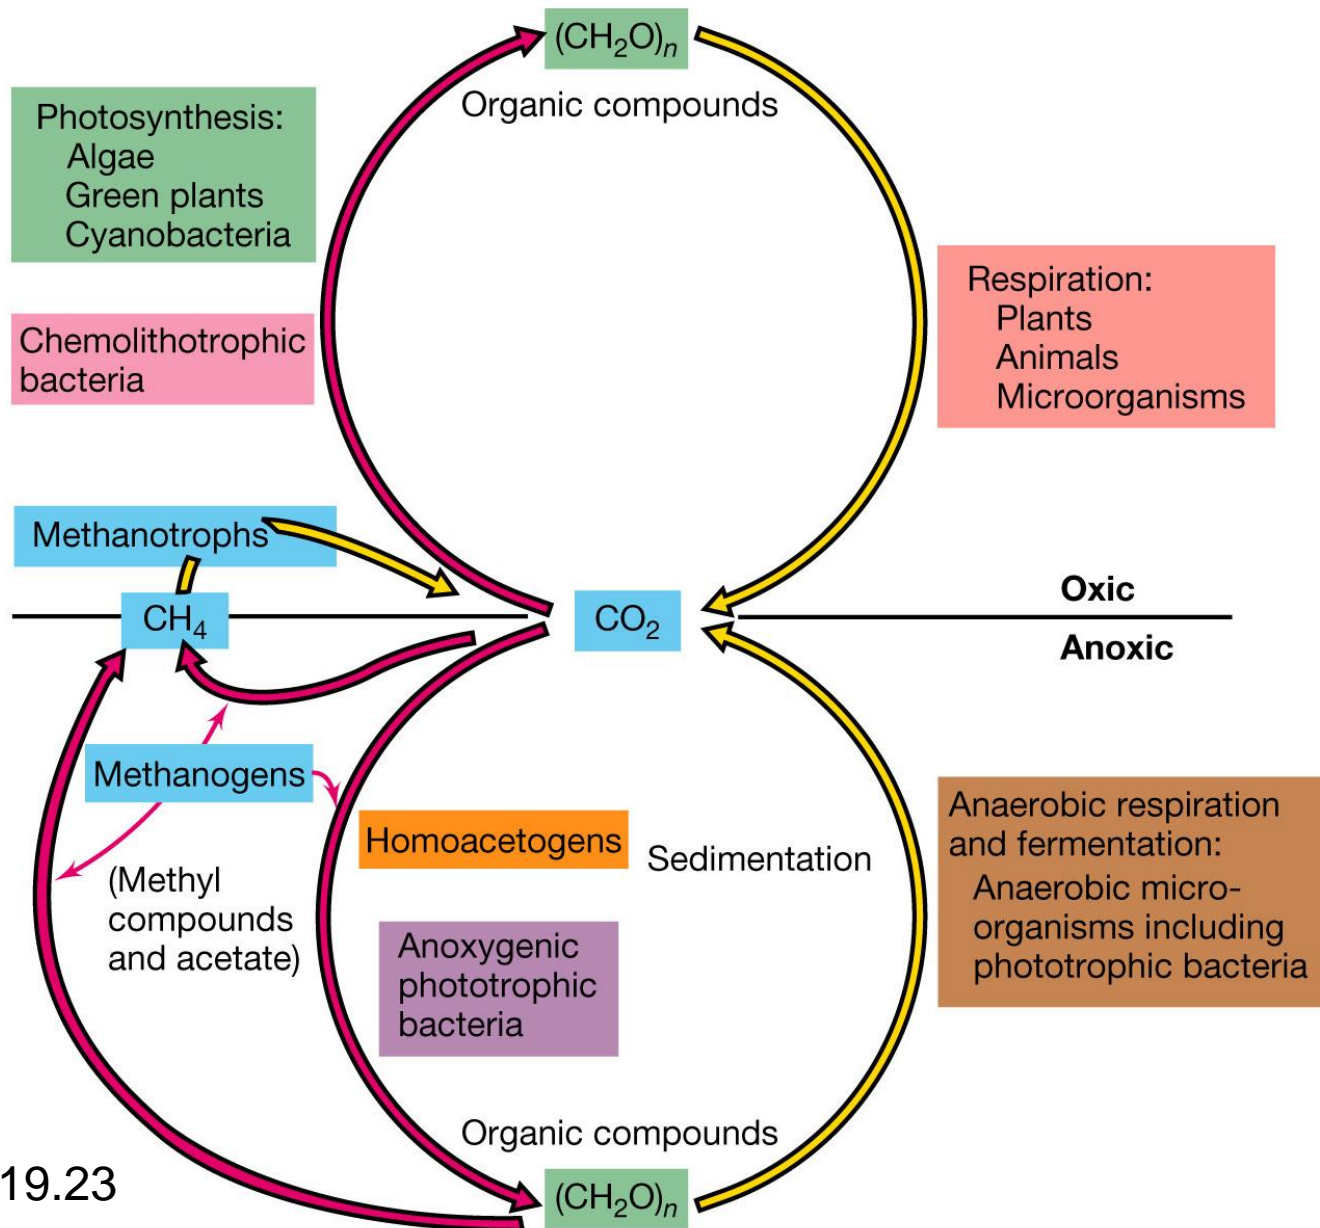 (CH₂O)ₙ
Organic compounds
Photosynthesis:
Algae
Green plants
Cyanobacteria
Respiration:
Plants
Animals
Microorganisms
Chemolithotrophic
bacteria
Methanotrophs
Oxic
CH₄
CO₂
Anoxic
Methanogens
Homoacetogens
Sedimentation
Anaerobic respiration
and fermentation:
Anaerobic micro-
organisms including
phototrophic bacteria
(Methyl
compounds
and acetate)
Anoxygenic
phototrophic
bacteria
Organic compounds
(CH₂O)ₙ
19.23